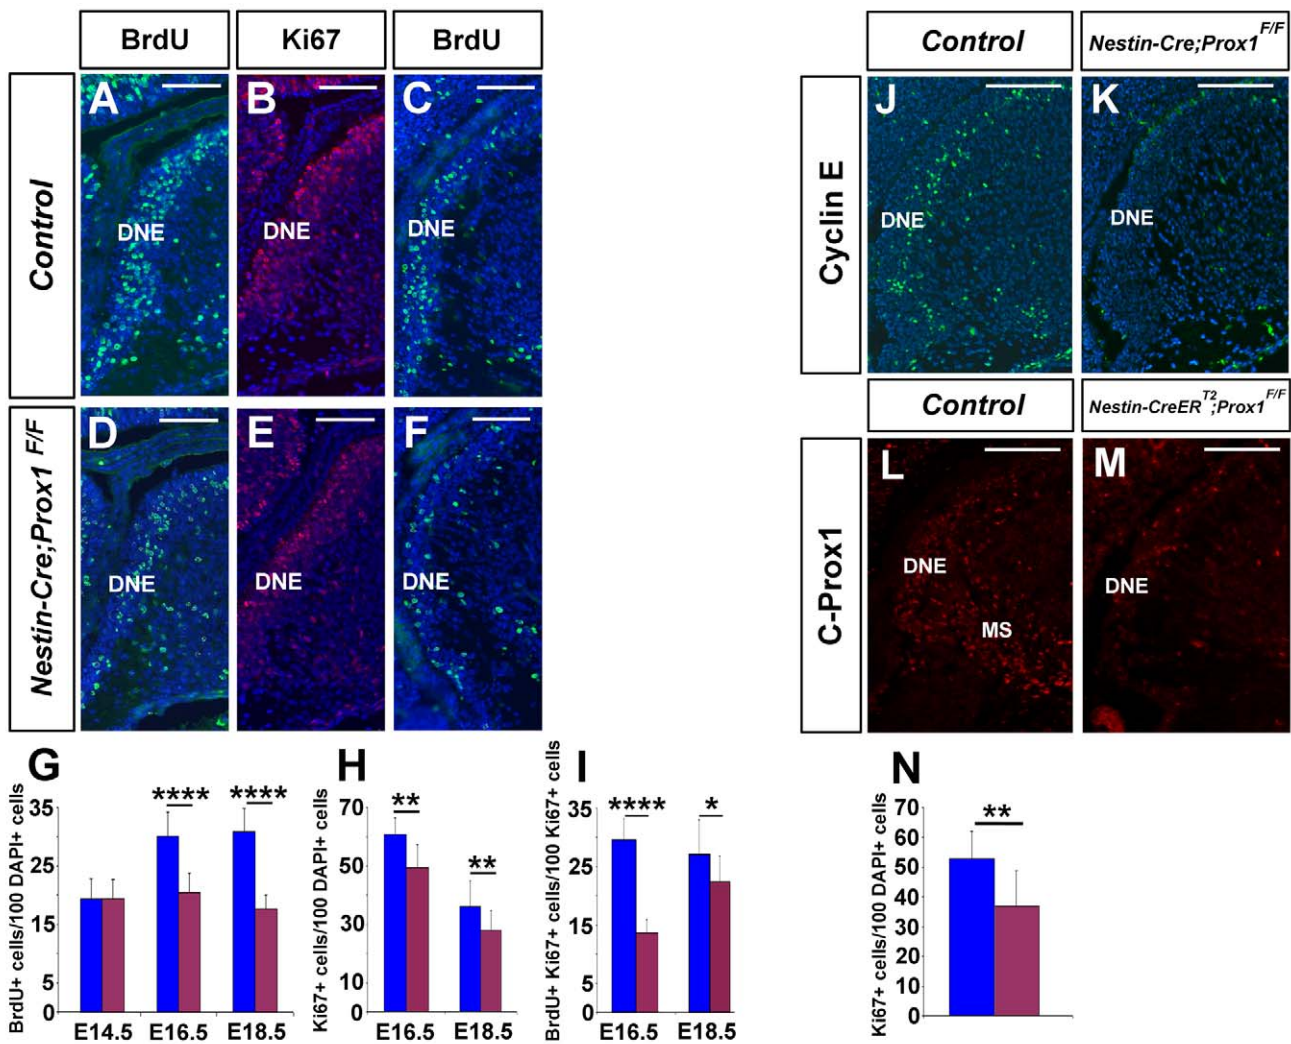 BrdU Ki67 BrdU
Control
A B C
DNE DNE DNE
Nestin-Cre;Prox1 F/F
D E F
DNE DNE DNE
Control Nestin-Cre;Prox1 F/F
Cyclin E
J K
DNE DNE
Control Nestin-CreER T2;Prox1 F/F
C-Prox1
L M
DNE MS DNE
G
BrdU+ cells/100 DAPI+ cells
35
25
15
5
0
**** ****
E14.5 E16.5 E18.5
H
Ki67+ cells/100 DAPI+ cells
70
50
30
10
0
** **
E16.5 E18.5
I
BrdU+ Ki67+ cells/100 Ki67+ cells
35
25
15
5
0
**** *
E16.5 E18.5
N
Ki67+ cells/100 DAPI+ cells
70
60
50
40
30
20
10
0
**